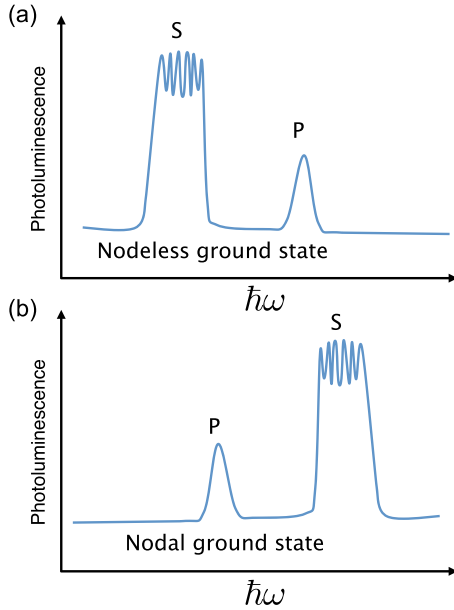 (a)
S
P
Photoluminescence
Nodeless ground state
ħω
(b)
S
P
Photoluminescence
Nodal ground state
ħω